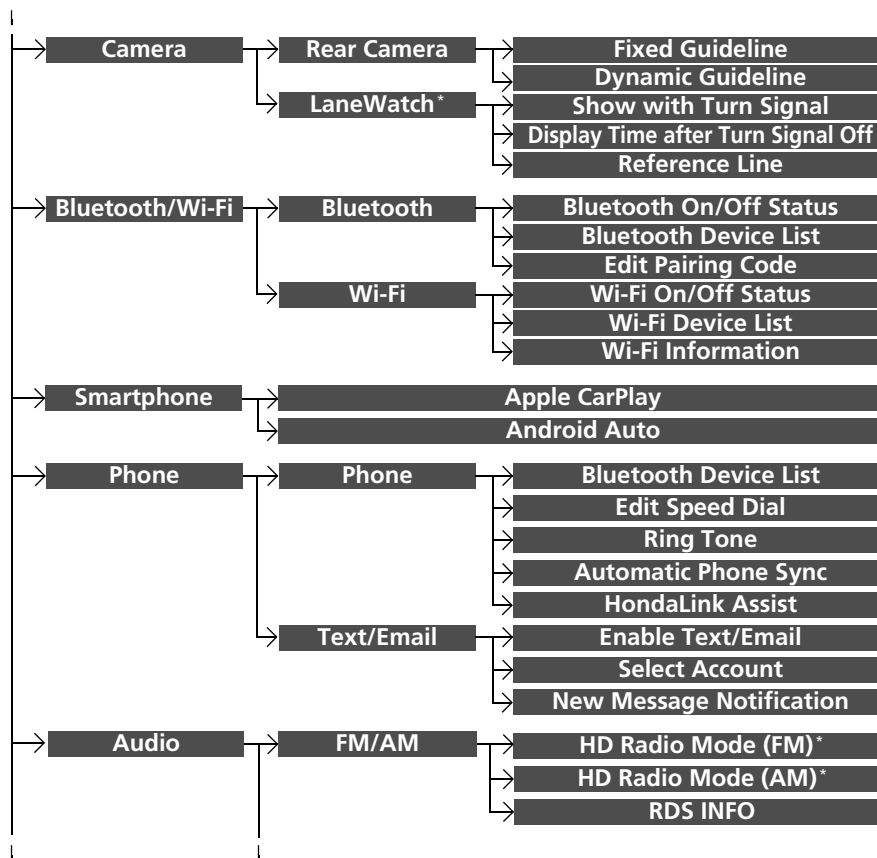 Camera
Rear Camera
Fixed Guideline
Dynamic Guideline
LaneWatch*
Show with Turn Signal
Display Time after Turn Signal Off
Reference Line
Bluetooth/Wi-Fi
Bluetooth
Bluetooth On/Off Status
Bluetooth Device List
Edit Pairing Code
Wi-Fi
Wi-Fi On/Off Status
Wi-Fi Device List
Wi-Fi Information
Smartphone
Apple CarPlay
Android Auto
Phone
Phone
Bluetooth Device List
Edit Speed Dial
Ring Tone
Automatic Phone Sync
HondaLink Assist
Text/Email
Enable Text/Email
Select Account
New Message Notification
Audio
FM/AM
HD Radio Mode (FM)*
HD Radio Mode (AM)*
RDS INFO